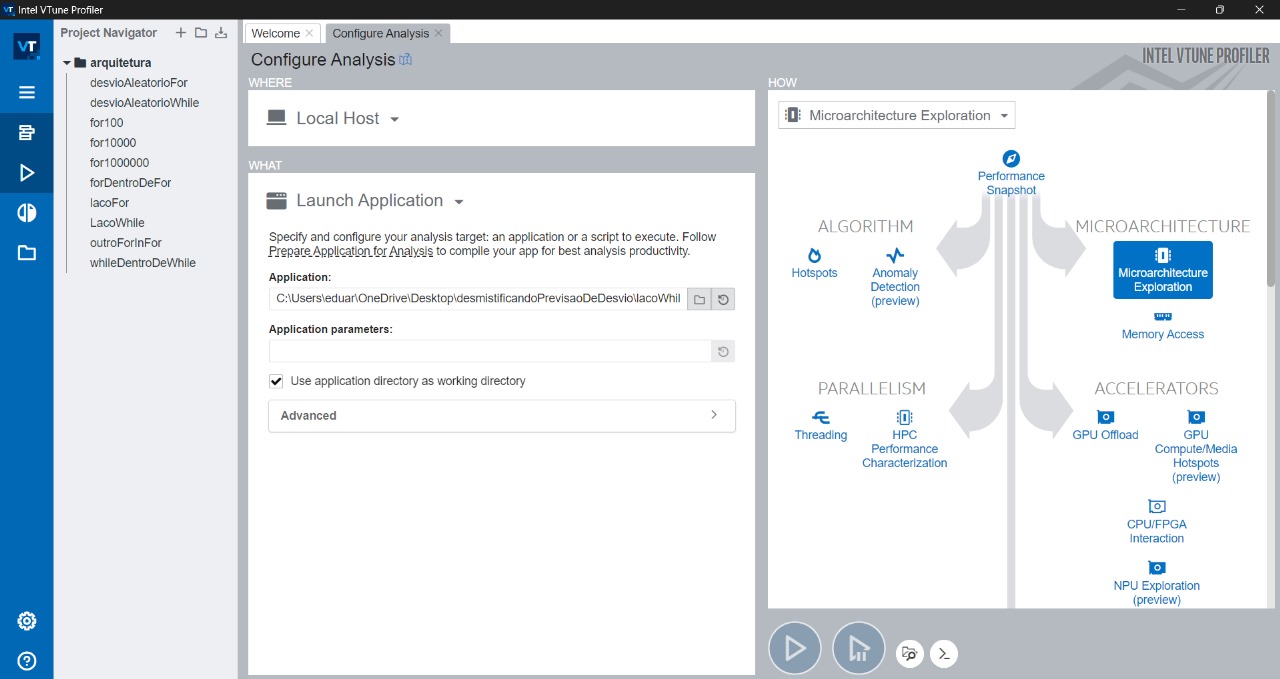 VT Intel VTune Profiler
VT
Project Navigator
arquitetura
desvioAleatorioFor
desvioAleatorioWhile
for100
for10000
for1000000
forDentroDeFor
lacoFor
LacoWhile
outroForInFor
whileDentroDeWhile
Welcome
Configure Analysis
Configure Analysis
INTEL VTUNE PROFILER
WHERE
Local Host
WHAT
Launch Application
Specify and configure your analysis target: an application or a script to execute. Follow
Prepare Application for Analysis to compile your app for best analysis productivity.
Application:
C:\Users\eduar\OneDrive\Desktop\desmistificandoPrevisaoDeDesvio\lacoWhil
Application parameters:
Use application directory as working directory
Advanced
HOW
Microarchitecture Exploration
Performance
Snapshot
ALGORITHM
Hotspots
Anomaly
Detection
(preview)
MICROARCHITECTURE
Microarchitecture
Exploration
Memory Access
PARALLELISM
Threading
HPC
Performance
Characterization
ACCELERATORS
GPU Offload
GPU
Compute/Media
Hotspots
(preview)
CPU/FPGA
Interaction
NPU Exploration
(preview)